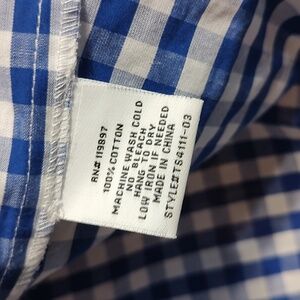 RN# 119897
100% COTTON
MACHINE WASH COLD
NO BLEACH
HANG TO DRY
LOW IRON IF NEEDED
MADE IN CHINA
STYLE#TS4111-03